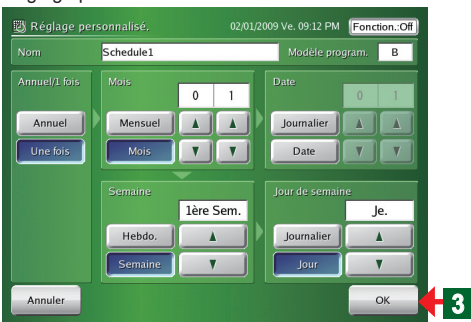 Réglage personnalisé. 02/01/2009 Ve. 09:12 PM Fonction.:Off
Nom Schedule1 Modèle program. B
Annuel/1 fois Mois Date
0 1 0 1
Annuel Mensuel Journalier
Une fois Mois Date
Semaine Jour de semaine
1ère Sem. Je.
Hebdo. Journalier
Semaine Jour
Annuler OK 3